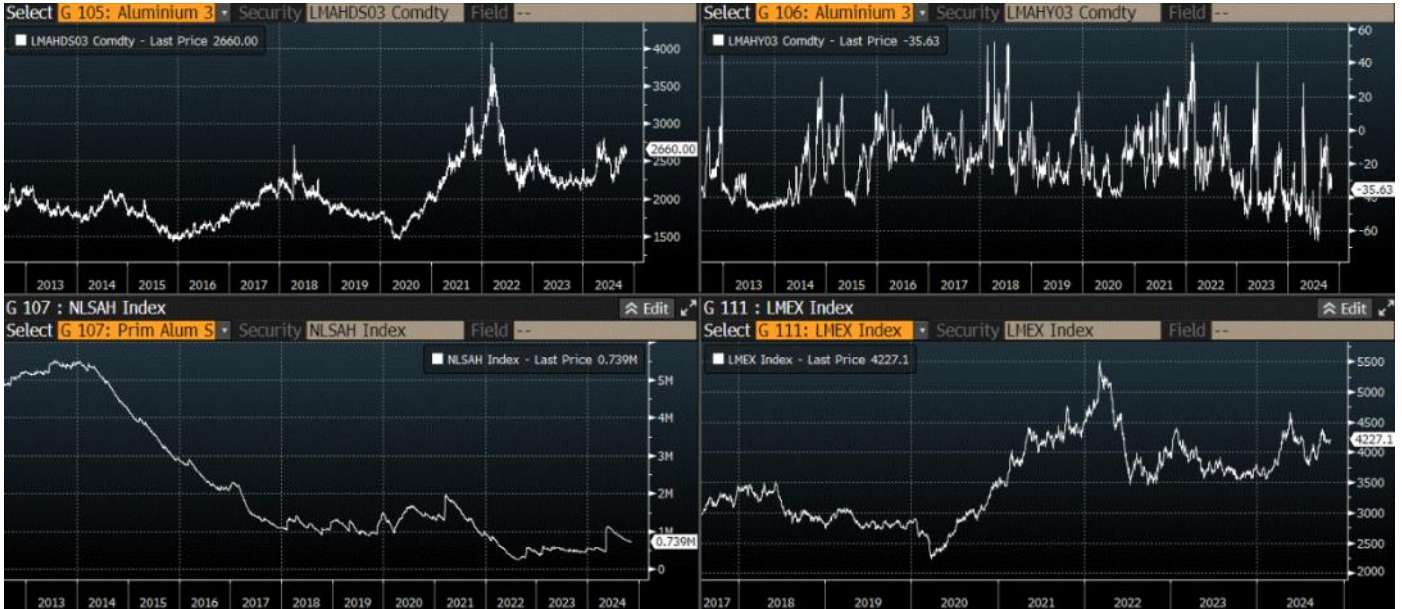 Select G 105: Aluminium 3 Security LMAHDS03 Comdty Field --
LMAHDS03 Comdty - Last Price 2660.00
4000
3500
3000
2660.00
2500
2000
1500
2013 2014 2015 2016 2017 2018 2019 2020 2021 2022 2023 2024
Select G 106: Aluminium 3 Security LMAHY03 Comdty Field --
LMAHY03 Comdty - Last Price -35.63
60
40
20
0
-20
-35.63
-40
-60
2013 2014 2015 2016 2017 2018 2019 2020 2021 2022 2023 2024
G 107 : NLSAH Index Edit
Select G 107: Prim Alum S Security NLSAH Index Field --
NLSAH Index - Last Price 0.739M
5M
4M
3M
2M
1M
0.739M
0
2013 2014 2015 2016 2017 2018 2019 2020 2021 2022 2023 2024
G 111 : LMEX Index Edit
Select G 111: LMEX Index Security LMEX Index Field --
LMEX Index - Last Price 4227.1
5500
5000
4500
4227.1
4000
3500
3000
2500
2000
2017 2018 2019 2020 2021 2022 2023 2024